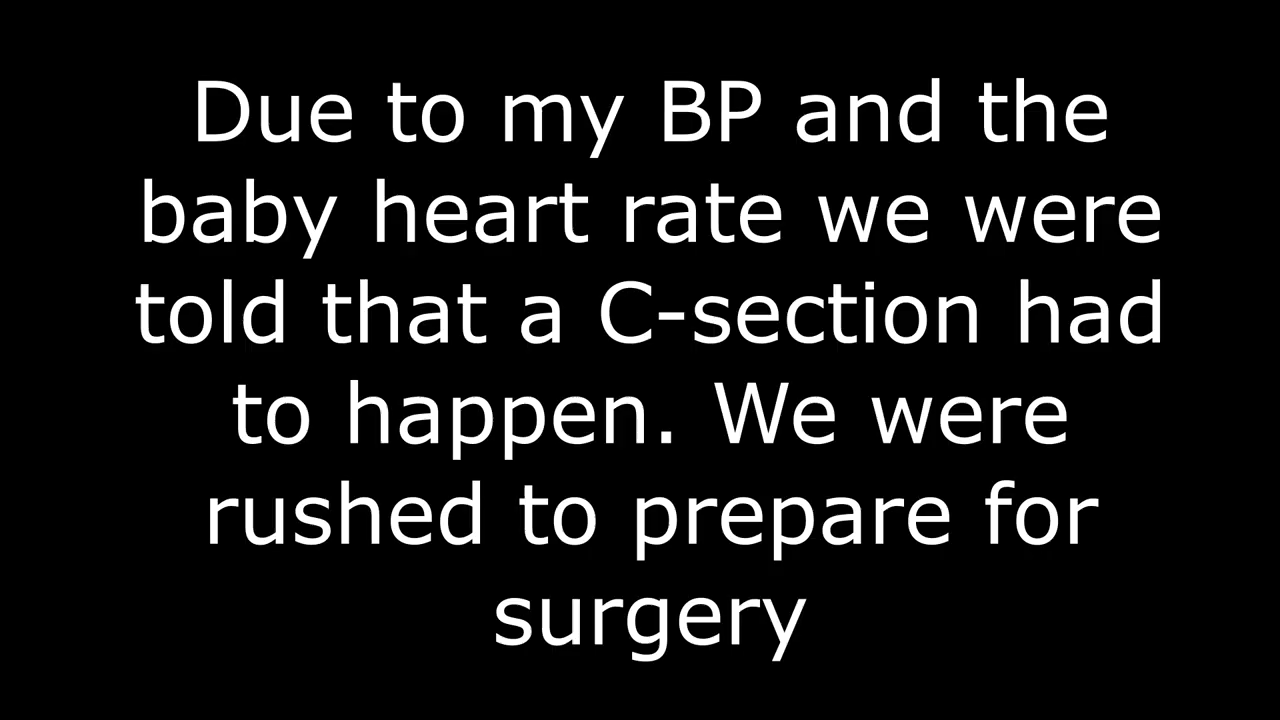 Due to my BP and the
baby heart rate we were
told that a C-section had
to happen. We were
rushed to prepare for
surgery